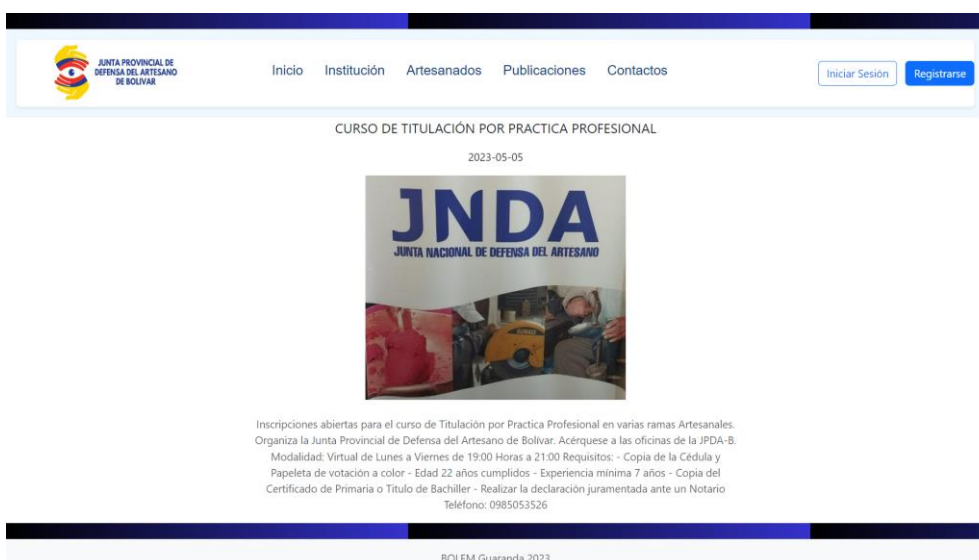 JUNTA PROVINCIAL DE
DEFENSA DEL ARTESANO
DE BOLIVAR
Inicio Institución Artesanados Publicaciones Contactos
Iniciar Sesión Registrarse
CURSO DE TITULACIÓN POR PRACTICA PROFESIONAL
2023-05-05
JNDA
JUNTA NACIONAL DE DEFENSA DEL ARTESANO
Inscripciones abiertas para el curso de Titulación por Practica Profesional en varias ramas Artesanales.
Organiza la Junta Provincial de Defensa del Artesano de Bolívar. Acérquese a las oficinas de la JPDA-B.
Modalidad: Virtual de Lunes a Viernes de 19:00 Horas a 21:00 Requisitos: - Copia de la Cédula y
Papeleta de votación a color - Edad 22 años cumplidos - Experiencia mínima 7 años - Copia del
Certificado de Primaria o Titulo de Bachiller - Realizar la declaración juramentada ante un Notario
Teléfono: 0985053526
BOLEM Guaranda 2023